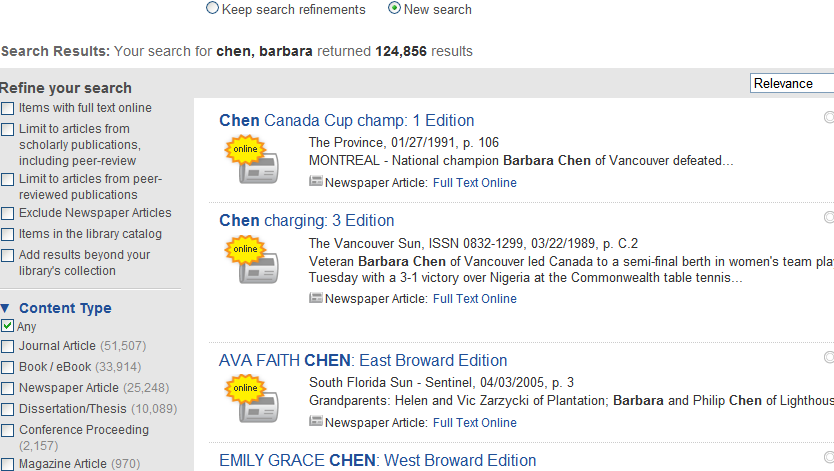 Keep search refinements New search
Search Results: Your search for chen, barbara returned 124,856 results
Refine your search
Relevance
Items with full text online
Limit to articles from
scholarly publications,
including peer-review
Limit to articles from peer-
reviewed publications
Exclude Newspaper Articles
Items in the library catalog
Add results beyond your
library's collection
Content Type
Any
Journal Article (51,507)
Book / eBook (33,914)
Newspaper Article (25,248)
Dissertation/Thesis (10,089)
Conference Proceeding
(2,157)
Magazine Article (970)
Chen Canada Cup champ: 1 Edition
online
The Province, 01/27/1991, p. 106
MONTREAL - National champion Barbara Chen of Vancouver defeated...
Newspaper Article: Full Text Online
Chen charging: 3 Edition
online
The Vancouver Sun, ISSN 0832-1299, 03/22/1989, p. C.2
Veteran Barbara Chen of Vancouver led Canada to a semi-final berth in women's team pla
Tuesday with a 3-1 victory over Nigeria at the Commonwealth table tennis...
Newspaper Article: Full Text Online
AVA FAITH CHEN: East Broward Edition
online
South Florida Sun - Sentinel, 04/03/2005, p. 3
Grandparents: Helen and Vic Zarzycki of Plantation; Barbara and Philip Chen of Lighthous
Newspaper Article: Full Text Online
EMILY GRACE CHEN: West Broward Edition